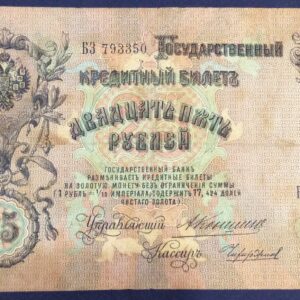 БЗ 793350 ГОСУДАРСТВЕННЫЙ
КРЕДИТНЫЙ БИЛЕТЪ
ДВАДЦАТЬ ПЯТЬ
РУБЛЕЙ
ГОСУДАРСТВЕННЫЙ БАНКЪ
РАЗМѢНИВАЕТЪ КРЕДИТНЫЕ БИЛЕТЫ
НА ЗОЛОТУЮ МОНЕТУ БЕЗЪ ОГРАНИЧЕНІЯ СУММЫ
(1 РУБЛЬ = 1/15 ИМПЕРІАЛА, СОДЕРЖИТЪ 17, 424 ДОЛЕЙ
ЧИСТАГО ЗОЛОТА)
Управляющій
Кассиръ